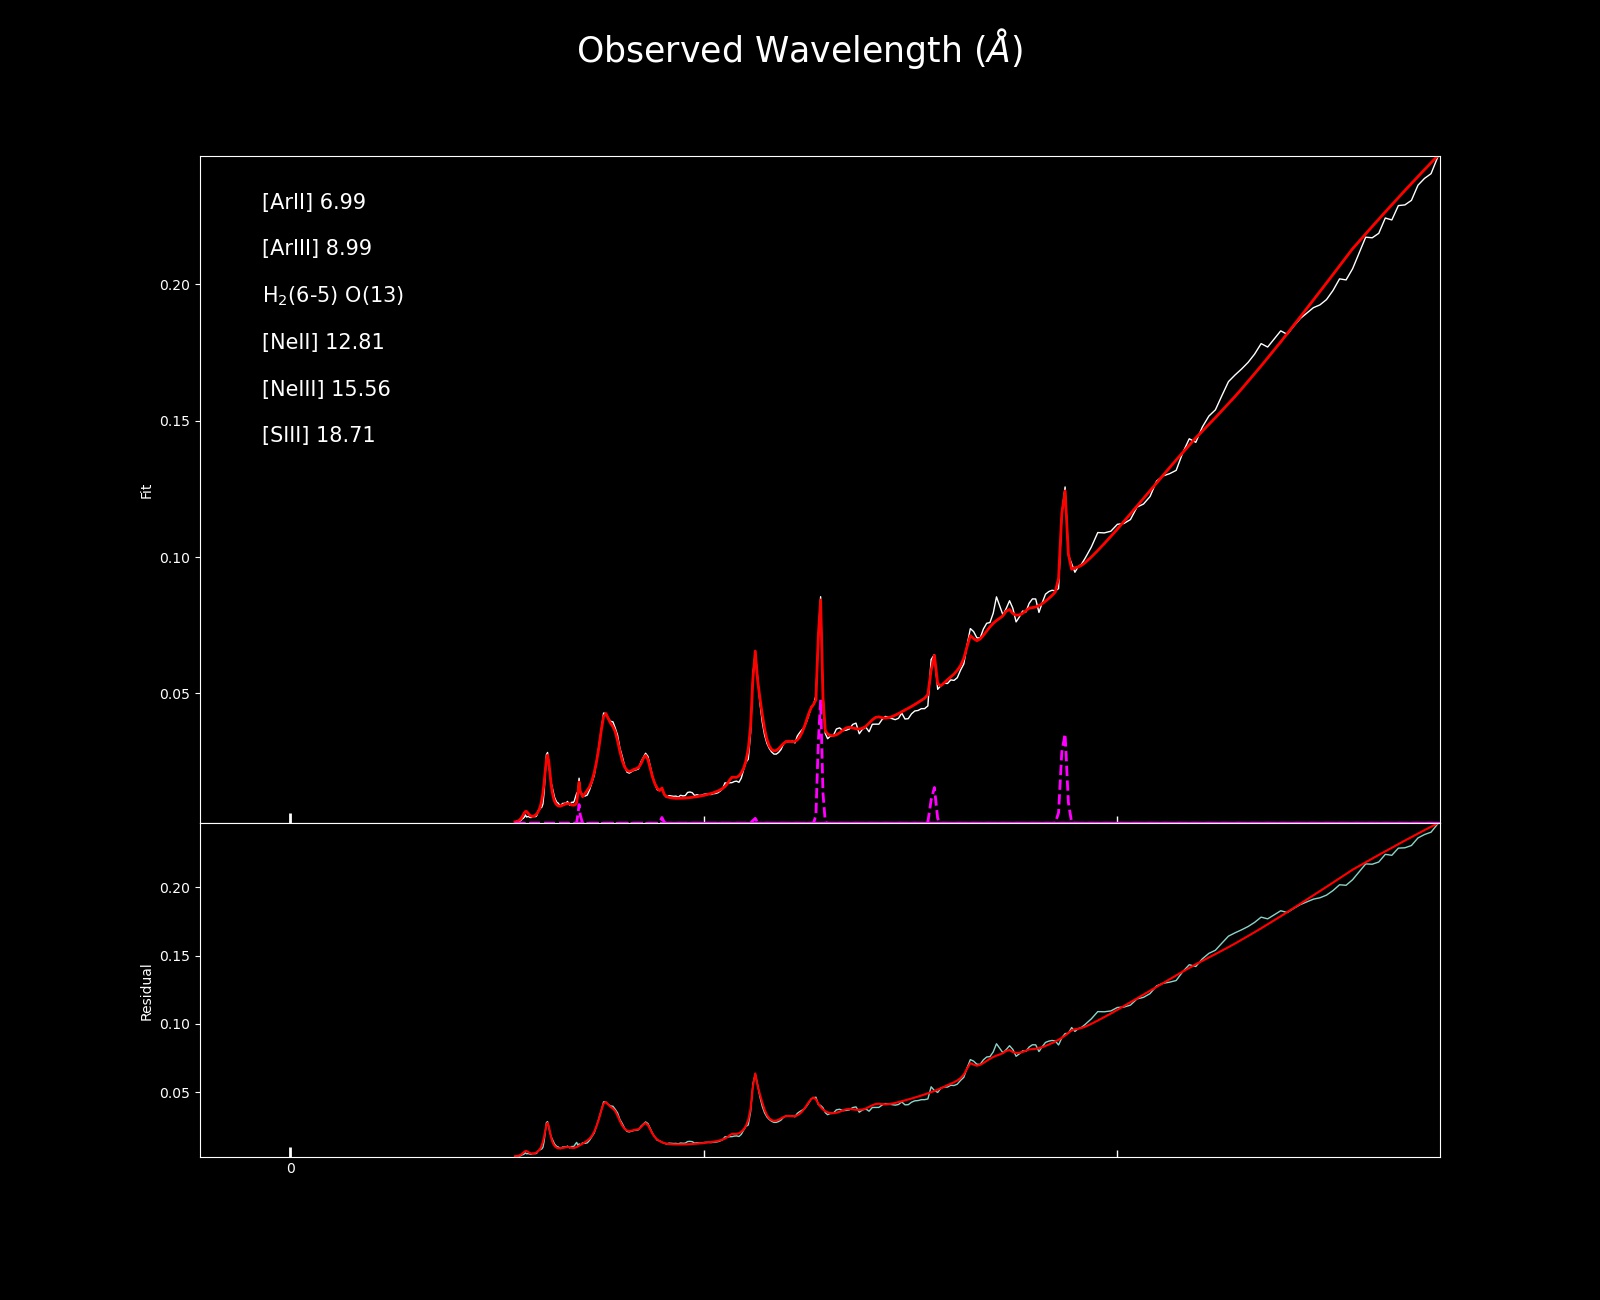 Observed Wavelength (Å)
[ArII] 6.99
[ArIII] 8.99
H₂(6-5) O(13)
[NeII] 12.81
[NeIII] 15.56
[SIII] 18.71
0.20
0.15
0.10
0.05
Fit
0.20
0.15
0.10
0.05
Residual
0